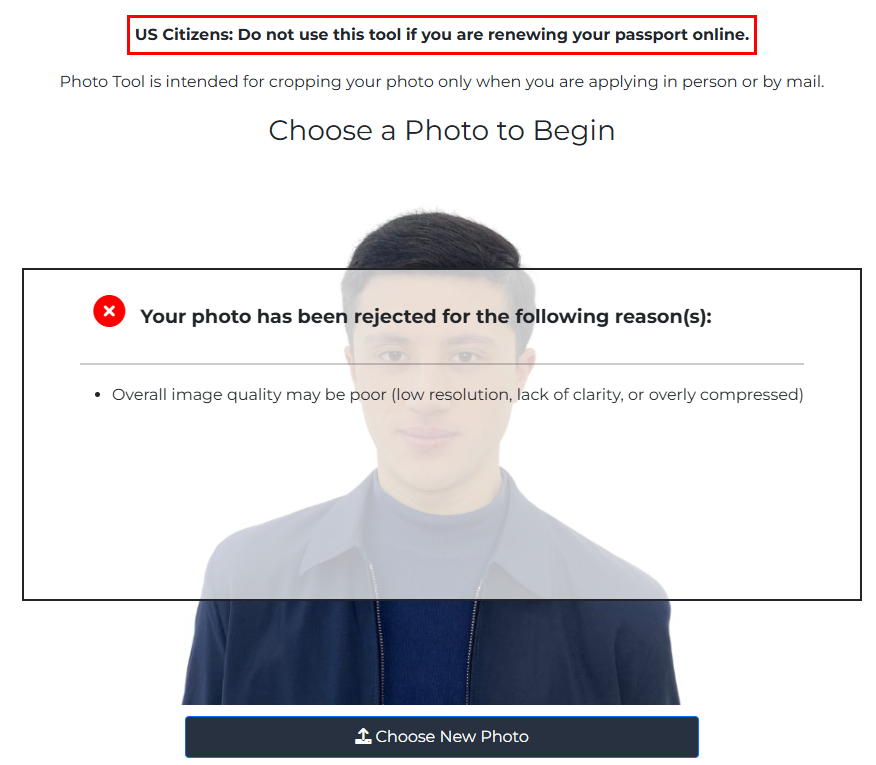 US Citizens: Do not use this tool if you are renewing your passport online.
Photo Tool is intended for cropping your photo only when you are applying in person or by mail.
Choose a Photo to Begin
Your photo has been rejected for the following reason(s):
• Overall image quality may be poor (low resolution, lack of clarity, or overly compressed)
Choose New Photo